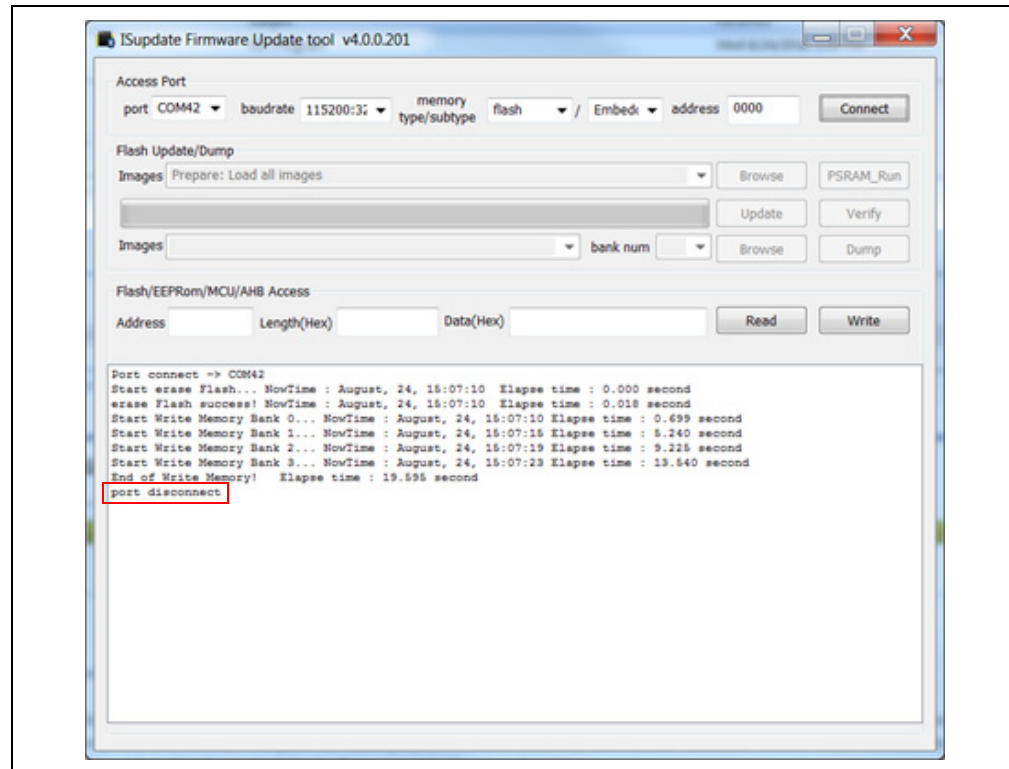 ISupdate Firmware Update tool v4.0.0.201
Access Port
port COM42 baudrate 115200:32 memory type/subtype flash / Embed address 0000 Connect
Flash Update/Dump
Images Prepare: Load all images Browse PSRAM_Run
Update Verify
Images bank num Browse Dump
Flash/EEPRom/MCU/AHB Access
Address Length(Hex) Data(Hex) Read Write
Port connect -> COM42
Start erase Flash... NowTime : August, 24, 15:07:10 Elapse time : 0.000 second
erase Flash success! NowTime : August, 24, 15:07:10 Elapse time : 0.018 second
Start Write Memory Bank 0... NowTime : August, 24, 15:07:10 Elapse time : 0.699 second
Start Write Memory Bank 1... NowTime : August, 24, 15:07:15 Elapse time : 5.240 second
Start Write Memory Bank 2... NowTime : August, 24, 15:07:19 Elapse time : 9.225 second
Start Write Memory Bank 3... NowTime : August, 24, 15:07:23 Elapse time : 13.540 second
End of Write Memory! Elapse time : 19.595 second
port disconnect